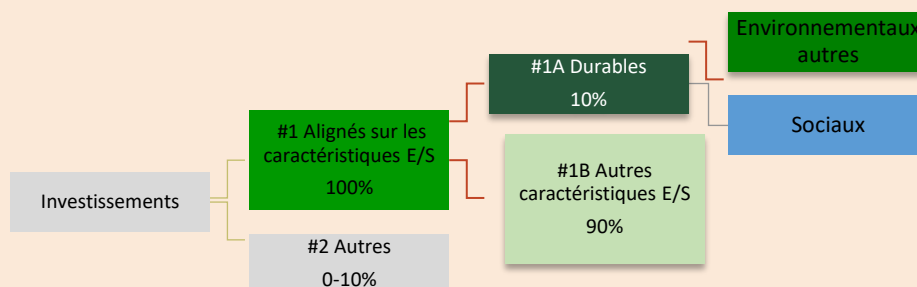 Investissements
#1 Alignés sur les
caractéristiques E/S
100%
#2 Autres
0-10%
#1A Durables
10%
#1B Autres
caractéristiques E/S
90%
Environnementaux
autres
Sociaux